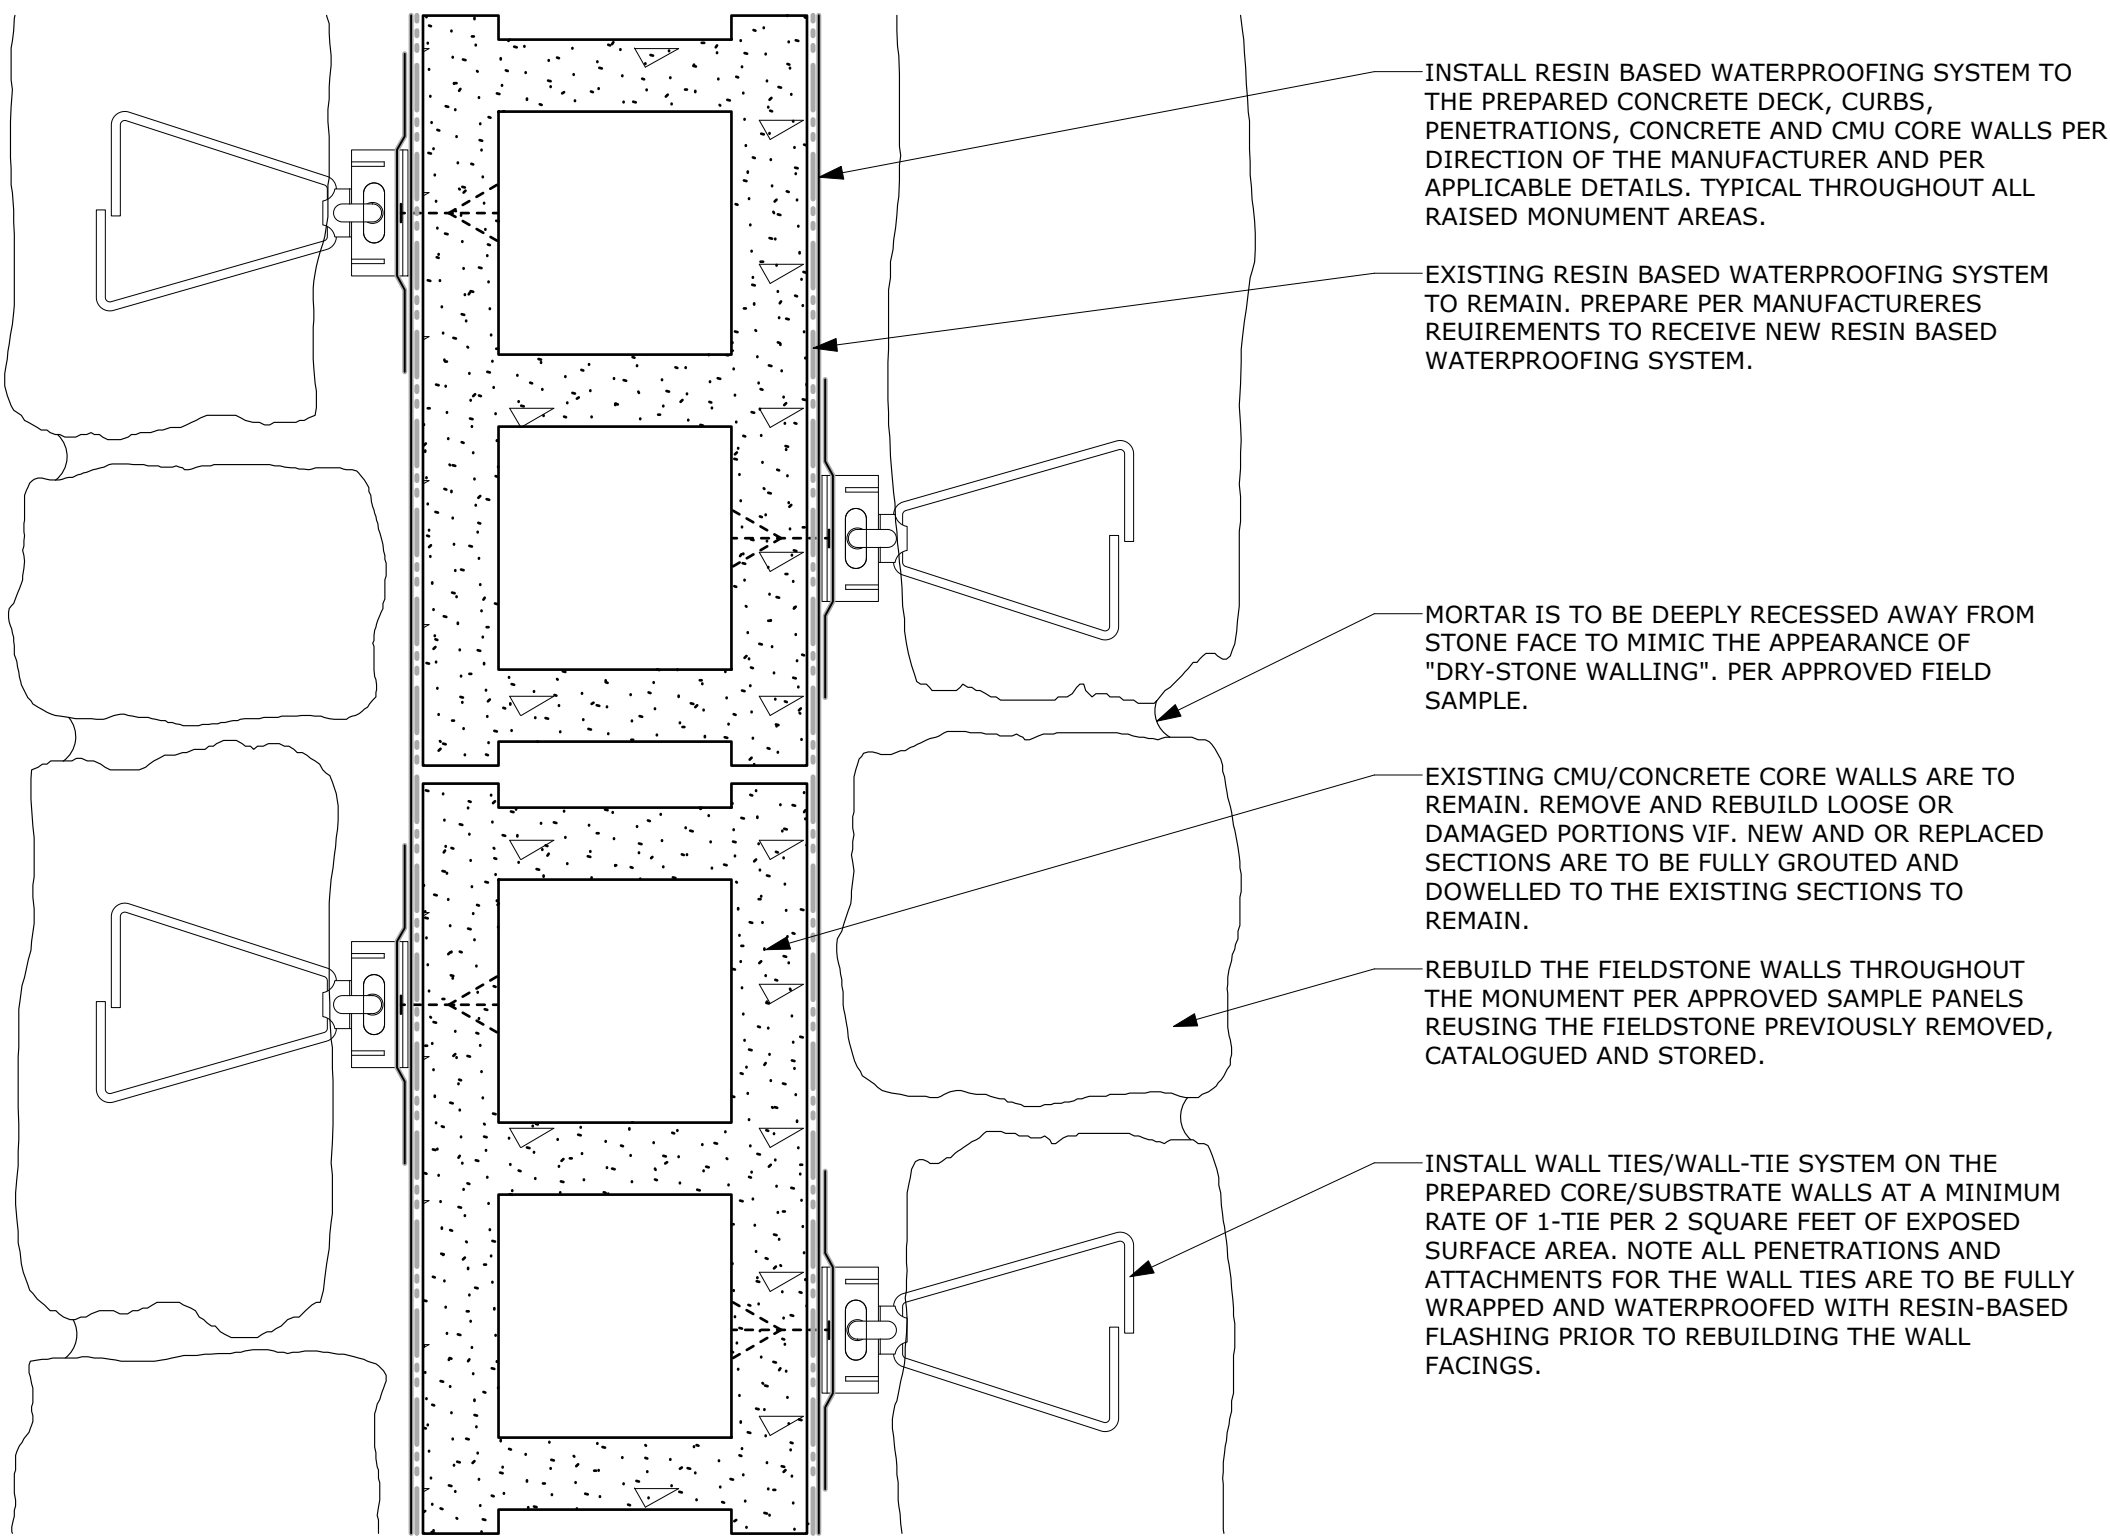 INSTALL RESIN BASED WATERPROOFING SYSTEM TO
THE PREPARED CONCRETE DECK, CURBS,
PENETRATIONS, CONCRETE AND CMU CORE WALLS PER
DIRECTION OF THE MANUFACTURER AND PER
APPLICABLE DETAILS. TYPICAL THROUGHOUT ALL
RAISED MONUMENT AREAS.
EXISTING RESIN BASED WATERPROOFING SYSTEM
TO REMAIN. PREPARE PER MANUFACTURERES
REUIREMENTS TO RECEIVE NEW RESIN BASED
WATERPROOFING SYSTEM.
MORTAR IS TO BE DEEPLY RECESSED AWAY FROM
STONE FACE TO MIMIC THE APPEARANCE OF
"DRY-STONE WALLING". PER APPROVED FIELD
SAMPLE.
EXISTING CMU/CONCRETE CORE WALLS ARE TO
REMAIN. REMOVE AND REBUILD LOOSE OR
DAMAGED PORTIONS VIF. NEW AND OR REPLACED
SECTIONS ARE TO BE FULLY GROUTED AND
DOWELLED TO THE EXISTING SECTIONS TO
REMAIN.
REBUILD THE FIELDSTONE WALLS THROUGHOUT
THE MONUMENT PER APPROVED SAMPLE PANELS
REUSING THE FIELDSTONE PREVIOUSLY REMOVED,
CATALOGUED AND STORED.
INSTALL WALL TIES/WALL-TIE SYSTEM ON THE
PREPARED CORE/SUBSTRATE WALLS AT A MINIMUM
RATE OF 1-TIE PER 2 SQUARE FEET OF EXPOSED
SURFACE AREA. NOTE ALL PENETRATIONS AND
ATTACHMENTS FOR THE WALL TIES ARE TO BE FULLY
WRAPPED AND WATERPROOFED WITH RESIN-BASED
FLASHING PRIOR TO REBUILDING THE WALL
FACINGS.